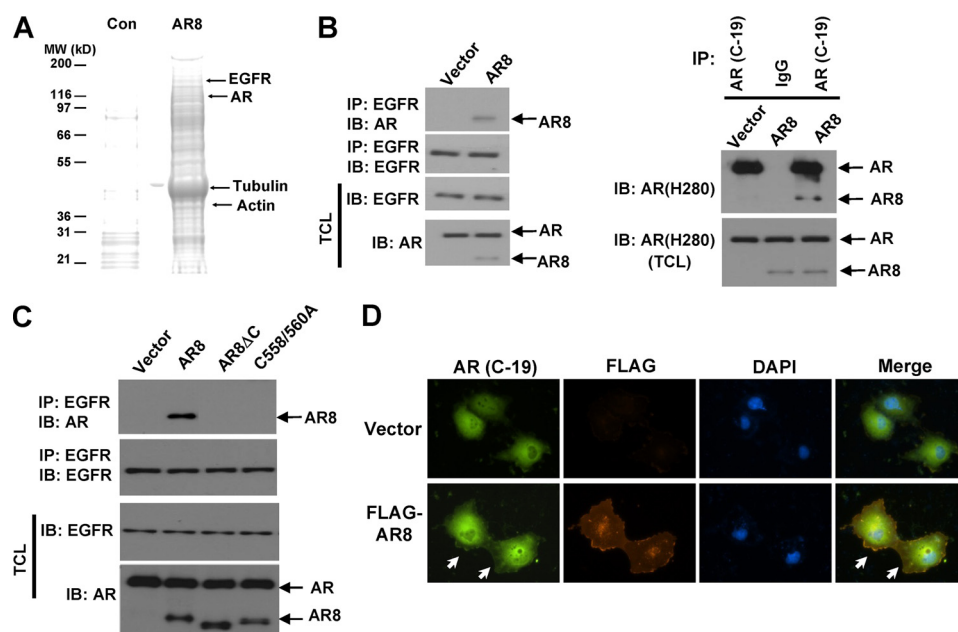 A
Con
AR8
MW (kD)
200
116
97
66
55
36
31
21
EGFR
AR
Tubulin
Actin
B
Vector
AR8
IP: EGFR
IB: AR
AR8
IP: EGFR
IB: EGFR
TCL
IB: EGFR
IB: AR
AR
AR8
IP:
AR (C-19)
IgG
AR (C-19)
Vector
AR8
AR8
IB: AR(H280)
AR
AR8
IB: AR(H280)
(TCL)
AR
AR8
C
Vector
AR8
AR8ΔC
C558/560A
IP: EGFR
IB: AR
AR8
IP: EGFR
IB: EGFR
TCL
IB: EGFR
IB: AR
AR
AR8
D
AR (C-19)
FLAG
DAPI
Merge
Vector
FLAG-
AR8